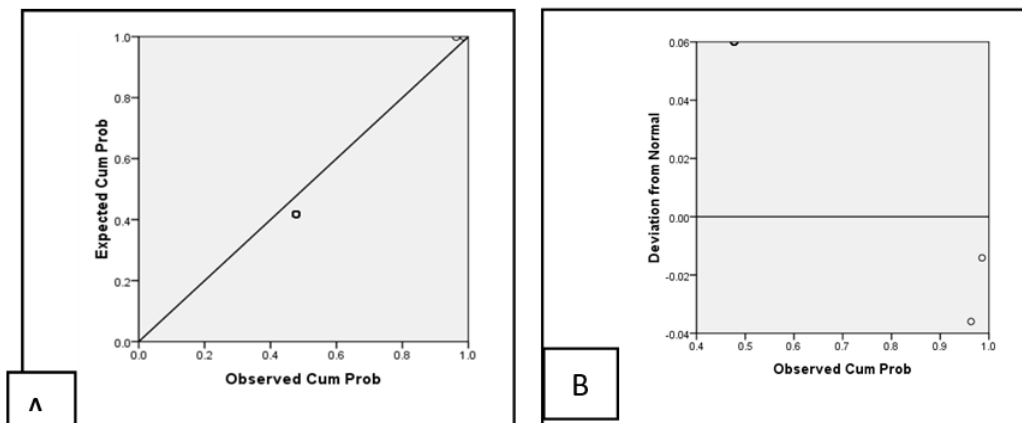 1.0
0.8
0.6
0.4
0.2
0.0
Expected Cum Prob
0.0 0.2 0.4 0.6 0.8 1.0
Observed Cum Prob
A
0.06
0.04
0.02
0.00
-0.02
-0.04
Deviation from Normal
0.4 0.5 0.6 0.7 0.8 0.9 1.0
Observed Cum Prob
B